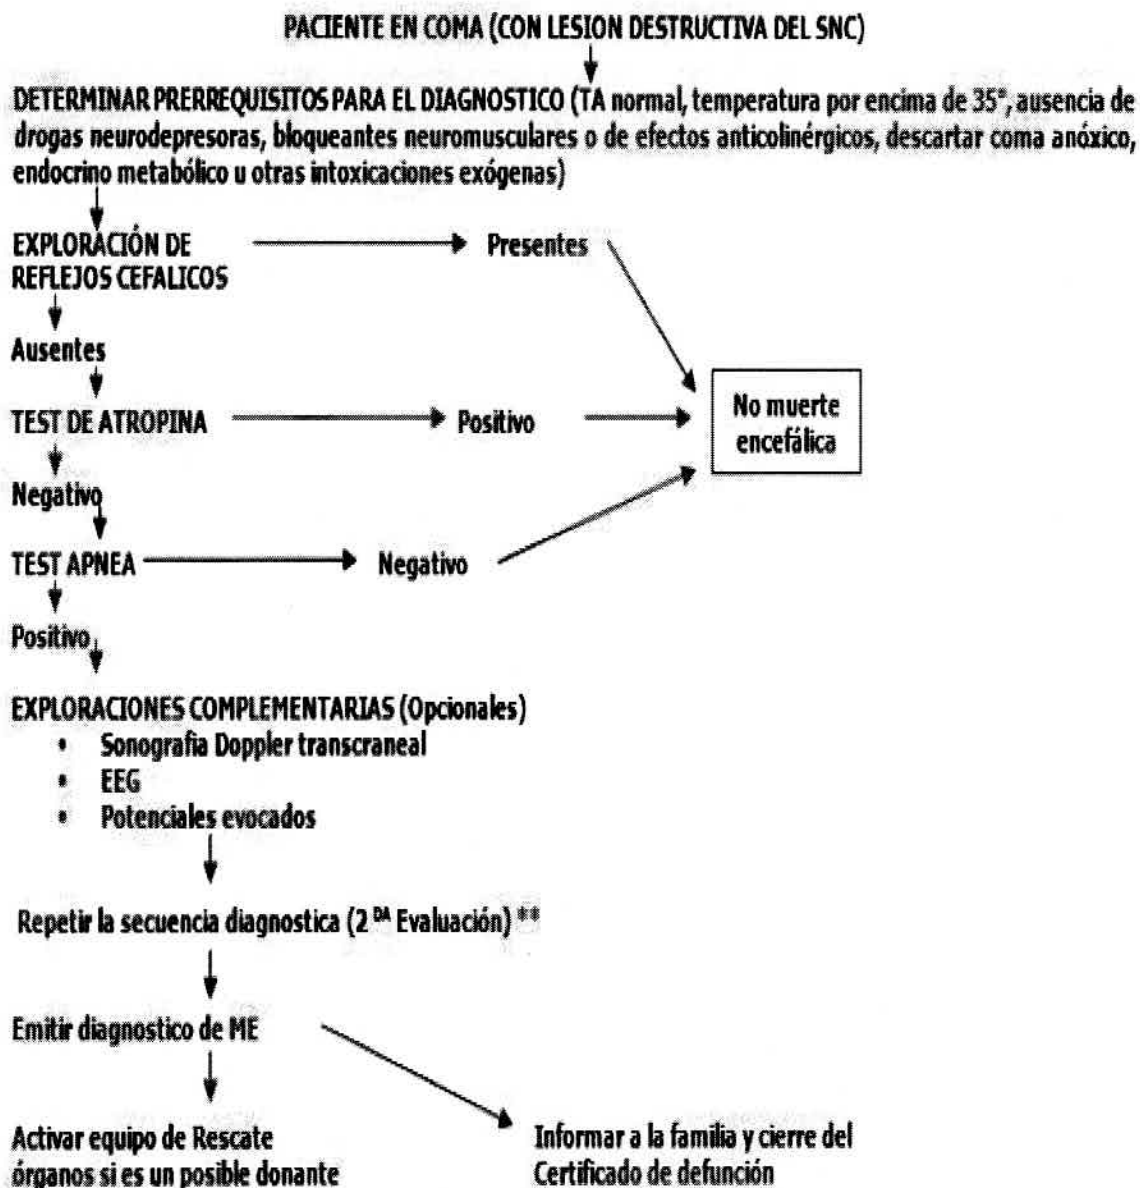 PACIENTE EN COMA (CON LESION DESTRUCTIVA DEL SNC)
DETERMINAR PRERREQUISITOS PARA EL DIAGNOSTICO (TA normal, temperatura por encima de 35°, ausencia de
drogas neurodepresoras, bloqueantes neuromusculares o de efectos anticolinérgicos, descartar coma anóxico,
endocrino metabólico u otras intoxicaciones exógenas)
EXPLORACIÓN DE
REFLEJOS CEFALICOS
Presentes
Ausentes
TEST DE ATROPINA
Positivo
No muerte
encefálica
Negativo
TEST APNEA
Negativo
Positivo
EXPLORACIONES COMPLEMENTARIAS (Opcionales)
• Sonografia Doppler transcraneal
• EEG
• Potenciales evocados
Repetir la secuencia diagnostica (2 DA Evaluación) **
Emitir diagnostico de ME
Activar equipo de Rescate
órganos si es un posible donante
Informar a la familia y cierre del
Certificado de defunción